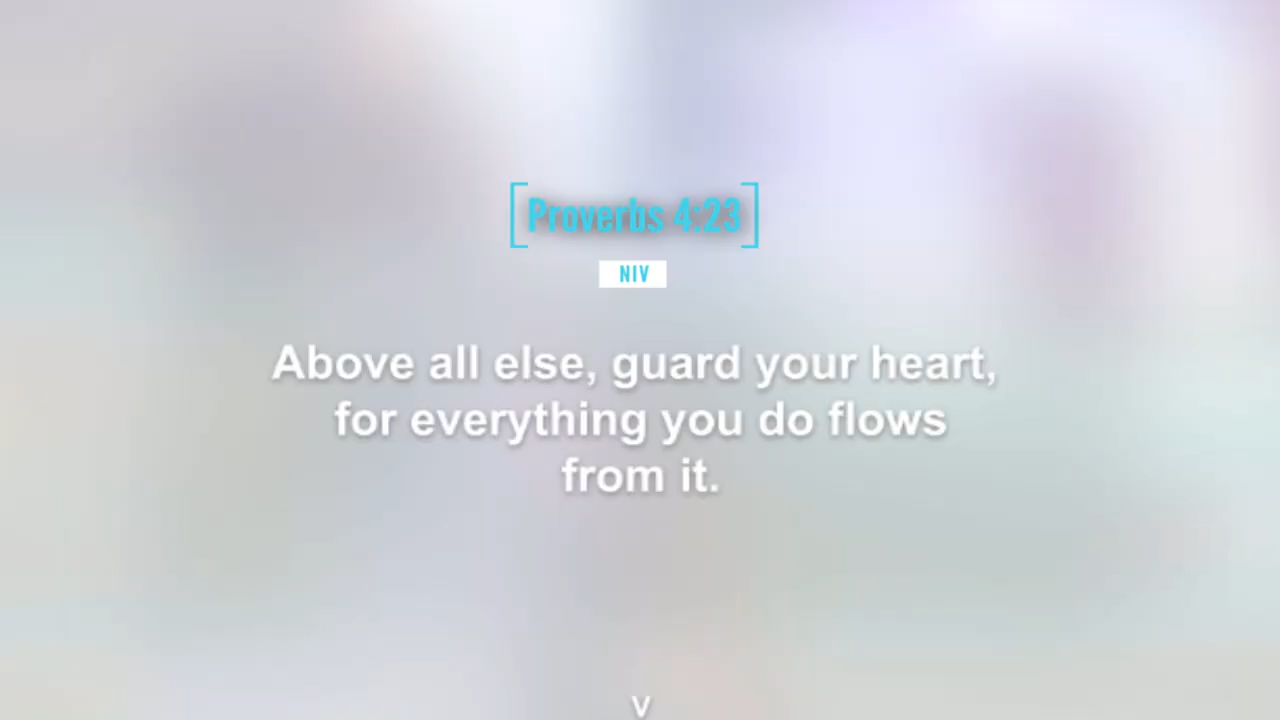 [Proverbs 4:23]
NIV
Above all else, guard your heart,
for everything you do flows
from it.
v